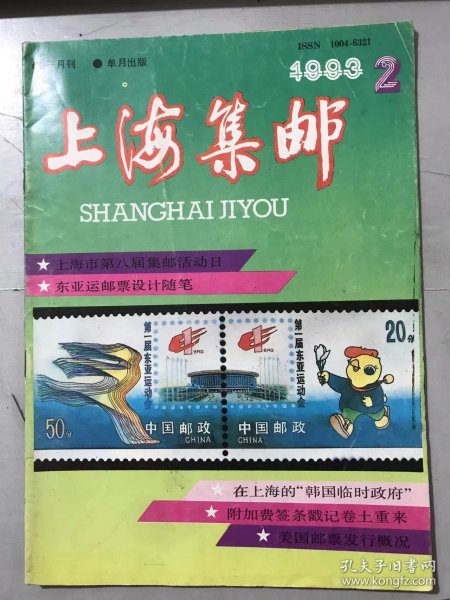 ISSN 1004-6321
月刊 ● 单月出版
1993 2
上海集邮
SHANGHAI JIYOU
★ 上海市第八届集邮活动日
★ 东亚运邮票设计随笔
第一届东亚运动会
EAG
50分
中国邮政
CHINA
EAG
第一届东亚运动会
20分
中国邮政
CHINA
★ 在上海的“韩国临时政府”
★ 附加费签条戳记卷土重来
★ 美国邮票发行概况
孔夫子旧书网
www.kongfz.com